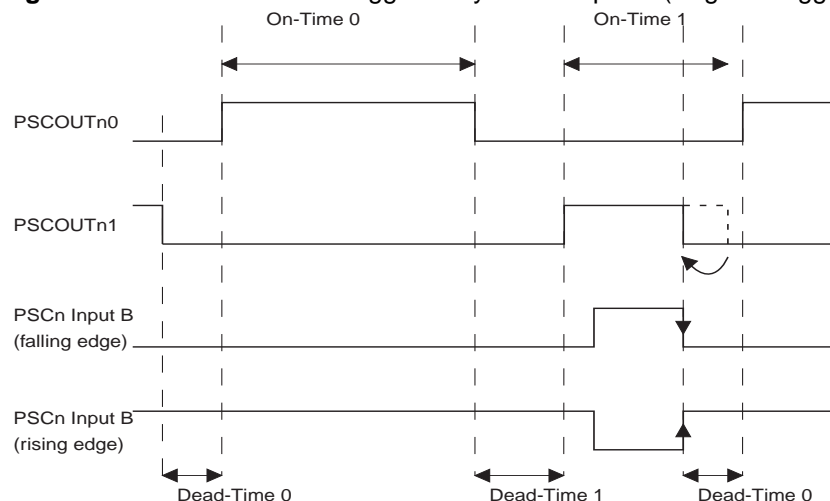 On-Time 0 On-Time 1
PSCOUTn0
PSCOUTn1
PSCn Input B
(falling edge)
PSCn Input B
(rising edge)
Dead-Time 0 Dead-Time 1 Dead-Time 0